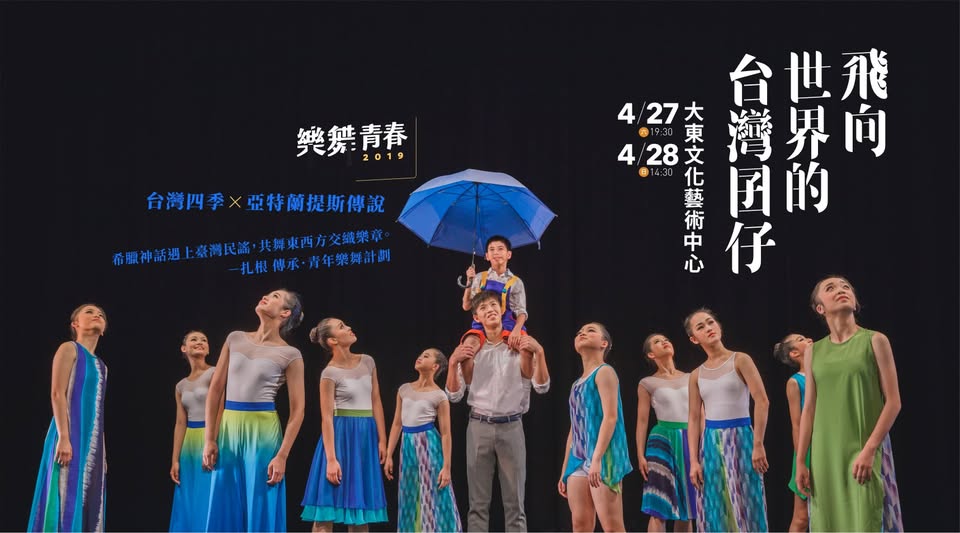 飛向
世界的
台灣囝仔
大東文化藝術中心
4/27
六 19:30
4/28
日 14:30
樂舞青春
2019
台灣四季×亞特蘭提斯傳說
希臘神話遇上臺灣民謠，共舞東西方交織樂章。
—扎根 傳承·青年樂舞計劃